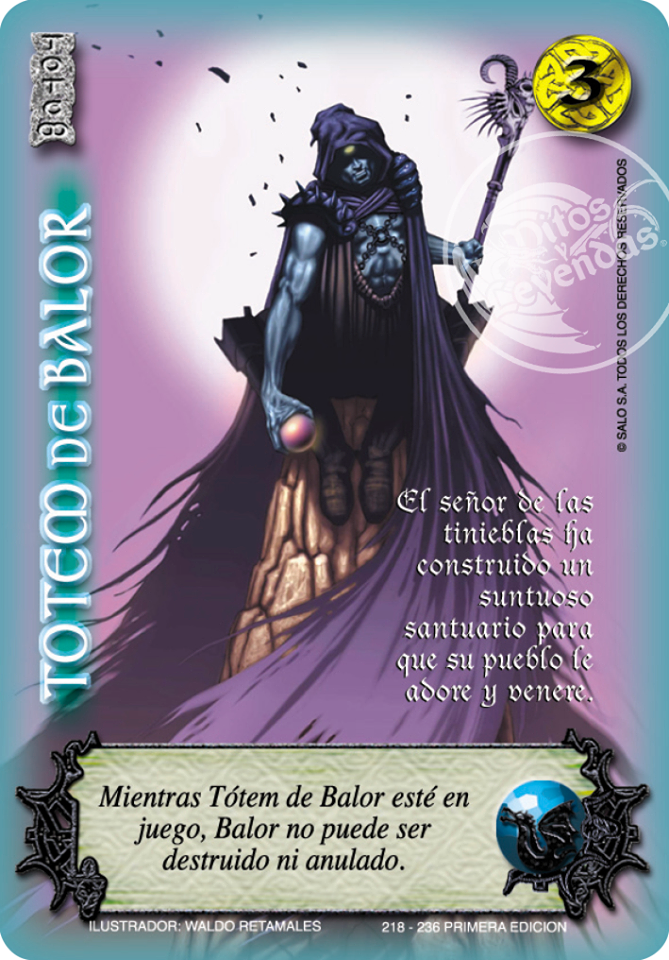 3
TOTEM DE BALOR
Mitos
y
Leyendas
© SALO S.A. TODOS LOS DERECHOS RESERVADOS
El señor de las
tinieblas ha
construido un
suntuoso
santuario para
que su pueblo le
adore y venere.
Mientras Tótem de Balor esté en
juego, Balor no puede ser
destruido ni anulado.
ILUSTRADOR: WALDO RETAMALES
218 - 236 PRIMERA EDICION